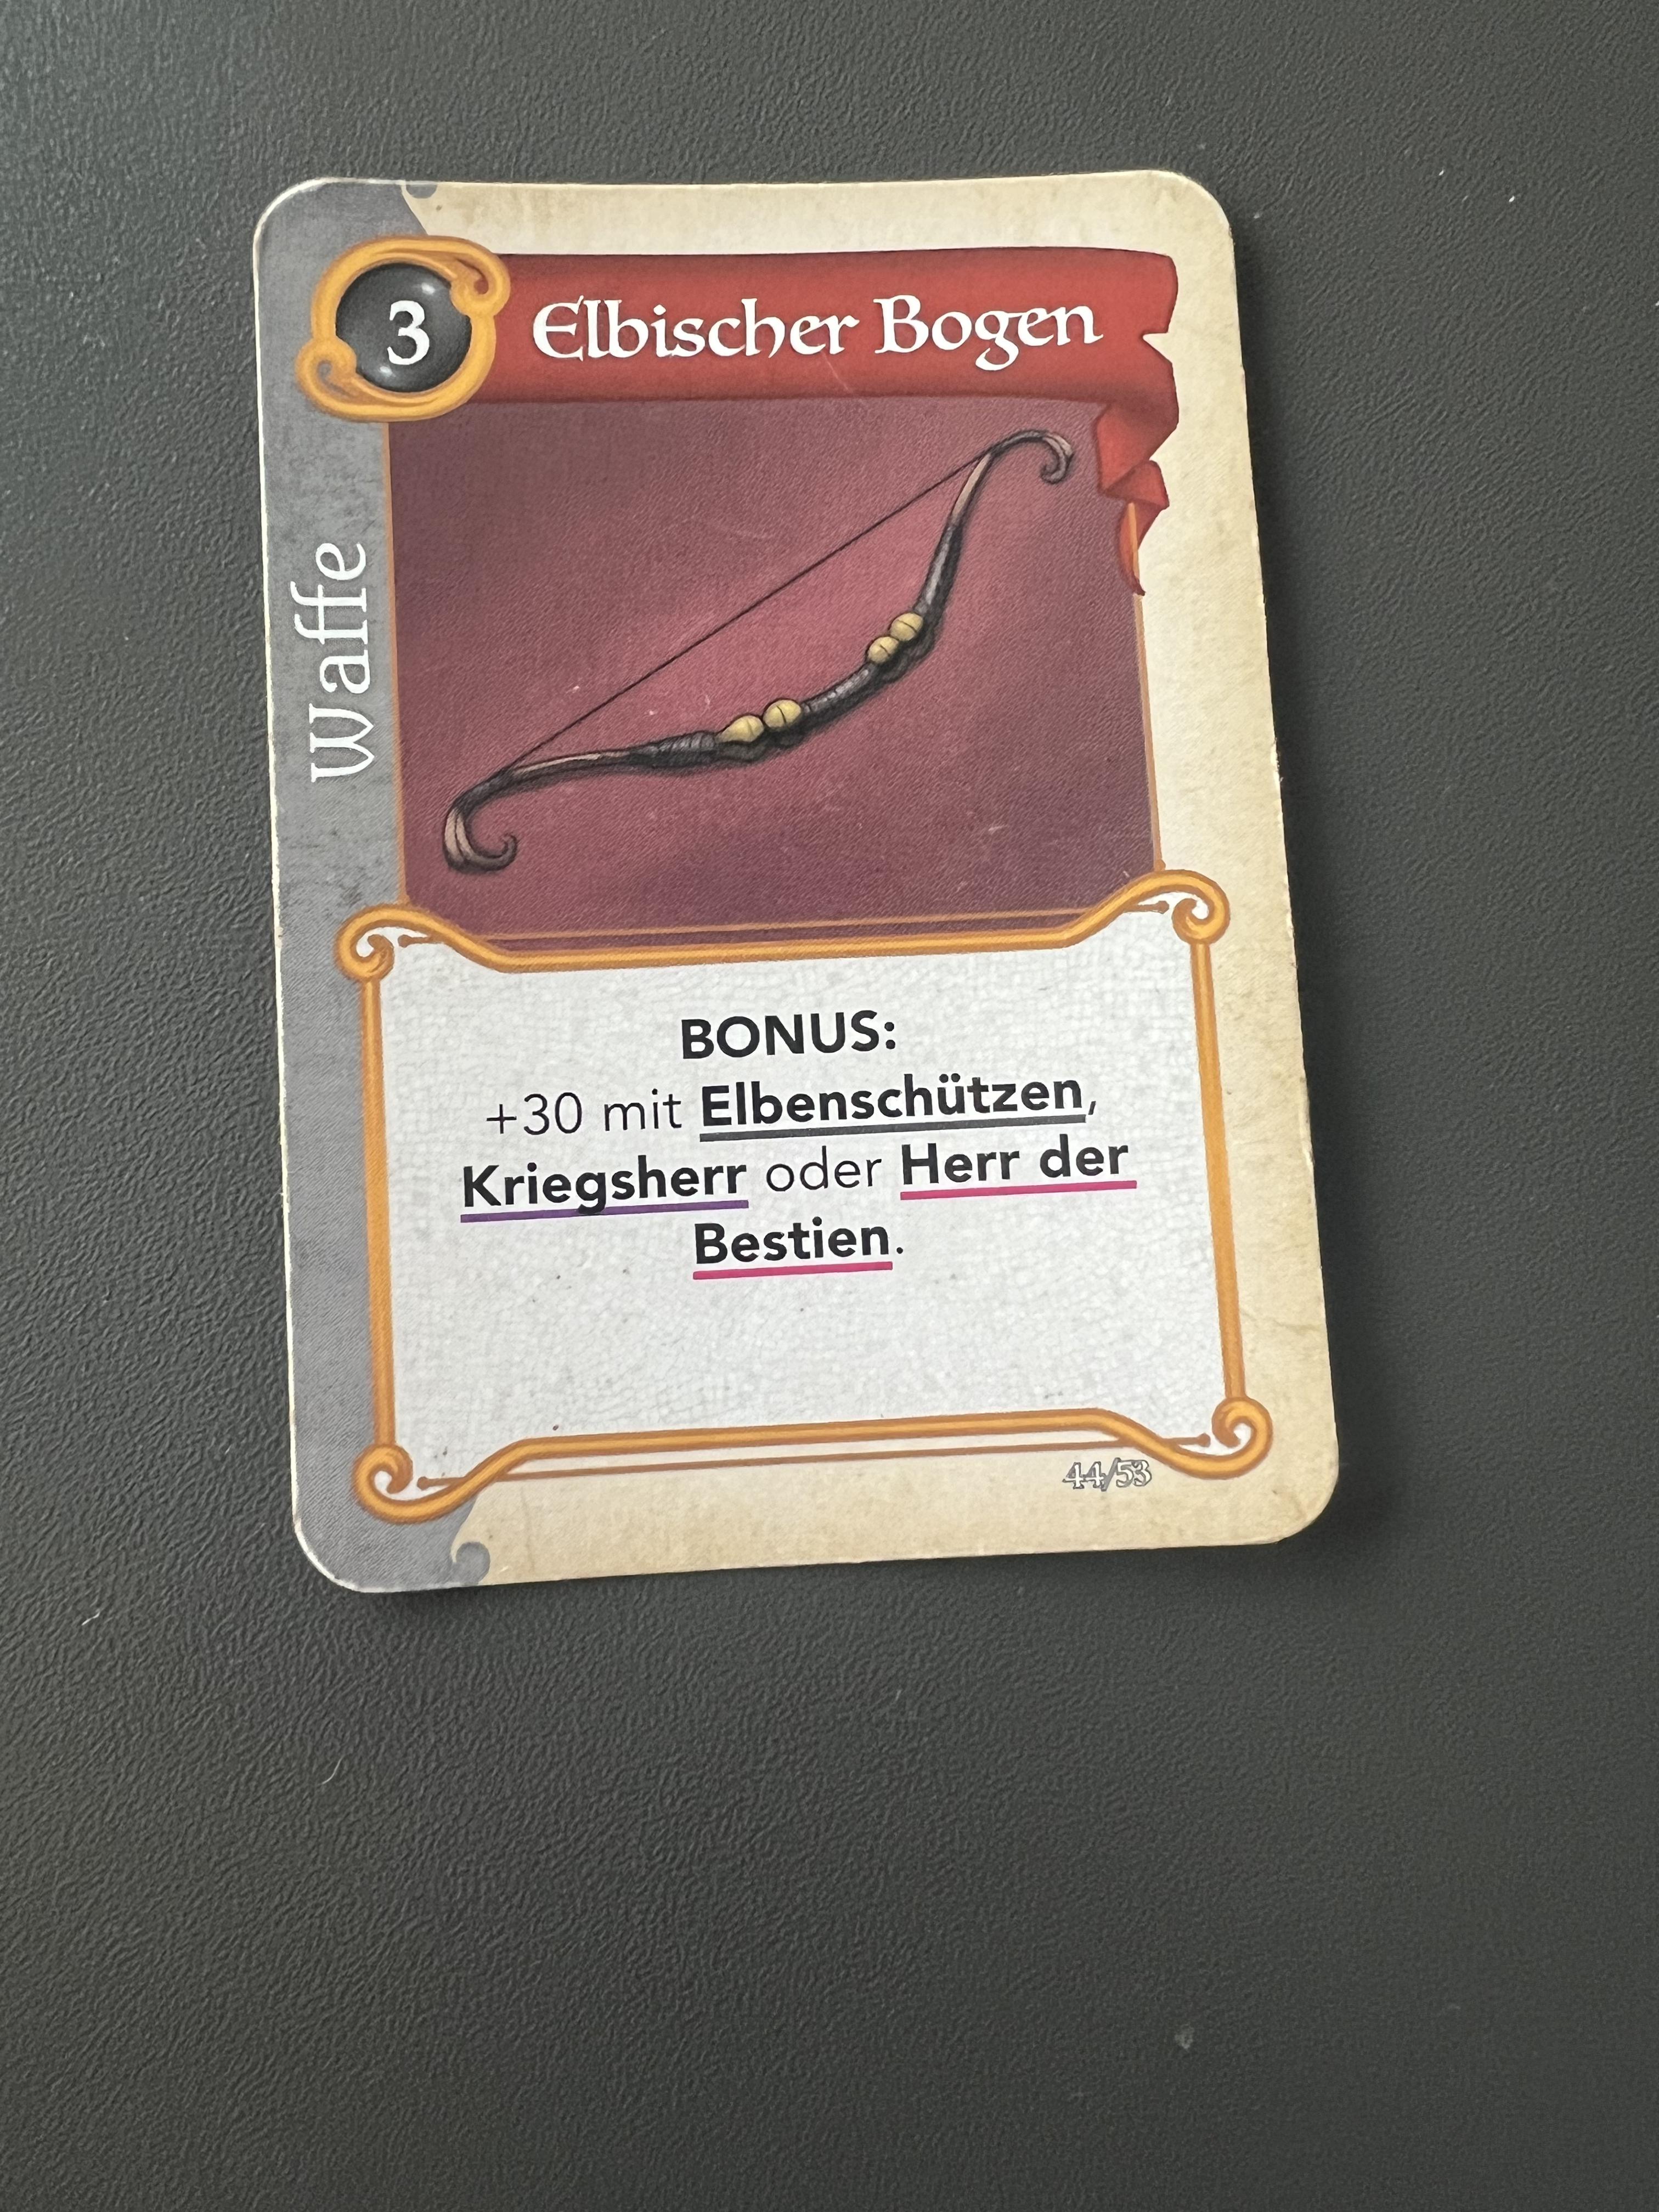 3
Elbischer Bogen
Waffe
BONUS:
+30 mit Elbenschützen,
Kriegsherr oder Herr der
Bestien.
44/53